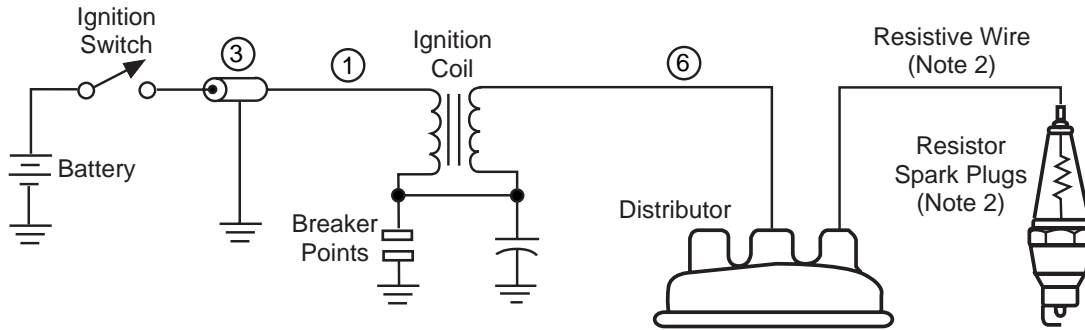 Ignition
Switch
3
1
Ignition
Coil
6
Resistive Wire
(Note 2)
Battery
Breaker
Points
Distributor
Resistor
Spark Plugs
(Note 2)